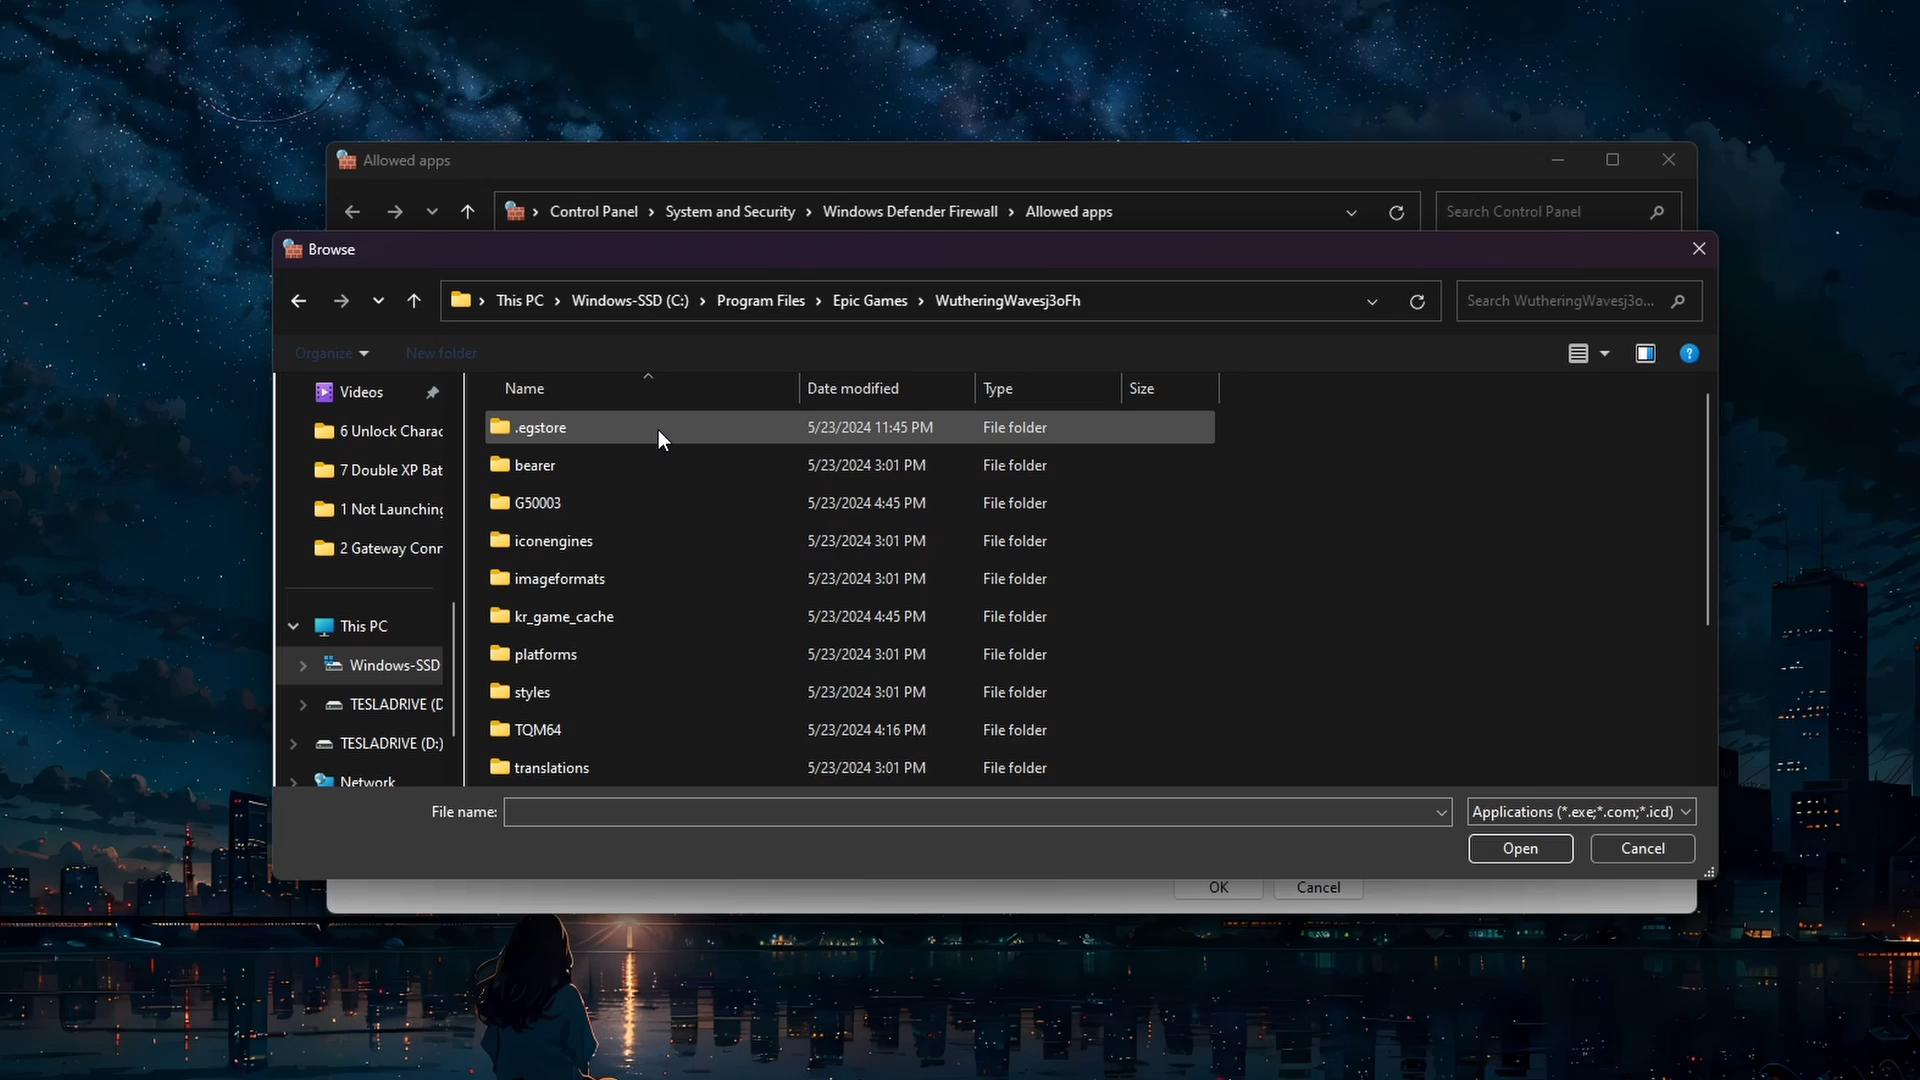 Allowed apps
Control Panel System and Security Windows Defender Firewall Allowed apps Search Control Panel
Browse
This PC Windows-SSD (C:) Program Files Epic Games WutheringWavesj3oFh Search WutheringWavesj3o...
Organize New folder
Name Date modified Type Size
Videos
6 Unlock Charac
7 Double XP Bat
1 Not Launching
2 Gateway Conn
This PC
Windows-SSD
TESLADRIVE (D
TESLADRIVE (D:)
Network
.egstore 5/23/2024 11:45 PM File folder
bearer 5/23/2024 3:01 PM File folder
G50003 5/23/2024 4:45 PM File folder
iconengines 5/23/2024 3:01 PM File folder
imageformats 5/23/2024 3:01 PM File folder
kr_game_cache 5/23/2024 4:45 PM File folder
platforms 5/23/2024 3:01 PM File folder
styles 5/23/2024 3:01 PM File folder
TQM64 5/23/2024 4:16 PM File folder
translations 5/23/2024 3:01 PM File folder
File name: Applications (*.exe;*.com;*.icd)
Open Cancel
OK Cancel